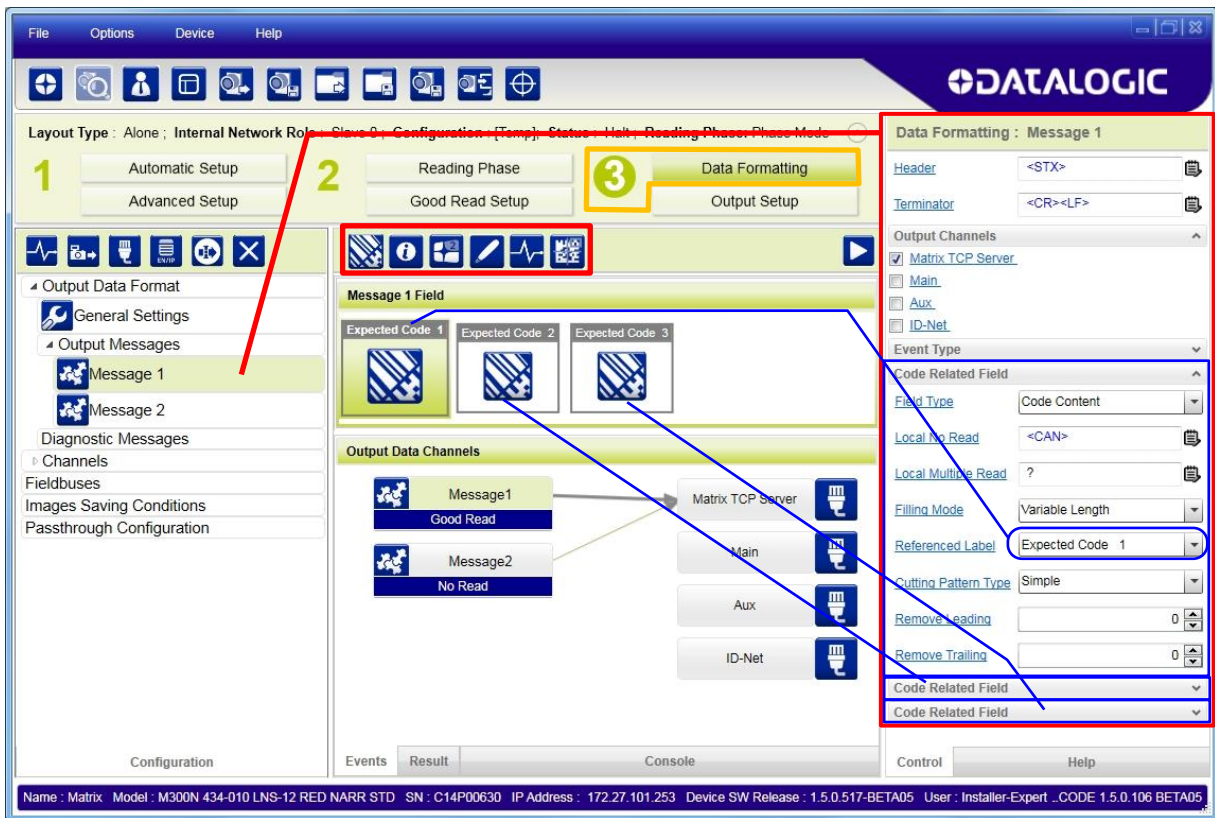 File Options Device Help
DATALOGIC
Layout Type : Alone ; Internal Network Role : Slave 0 ; Configuration : [Temp]; Status : Halt ; Reading Phase: Phase Mode
1 Automatic Setup
Advanced Setup
2 Reading Phase
Good Read Setup
3 Data Formatting
Output Setup
EN/IP
Output Data Format
General Settings
Output Messages
Message 1
Message 2
Diagnostic Messages
Channels
Fieldbuses
Images Saving Conditions
Passthrough Configuration
Configuration
Message 1 Field
Expected Code 1
Expected Code 2
Expected Code 3
Output Data Channels
Message1
Good Read
Message2
No Read
Matrix TCP Server
Main
Aux
ID-Net
Events Result Console
Data Formatting : Message 1
Header <STX>
Terminator <CR><LF>
Output Channels
Matrix TCP Server
Main
Aux
ID-Net
Event Type
Code Related Field
Field Type Code Content
Local No Read <CAN>
Local Multiple Read ?
Filling Mode Variable Length
Referenced Label Expected Code 1
Cutting Pattern Type Simple
Remove Leading 0
Remove Trailing 0
Code Related Field
Code Related Field
Control Help
Name : Matrix Model : M300N 434-010 LNS-12 RED NARR STD SN : C14P00630 IP Address : 172.27.101.253 Device SW Release : 1.5.0.517-BETA05 User : Installer-Expert ..CODE 1.5.0.106 BETA05